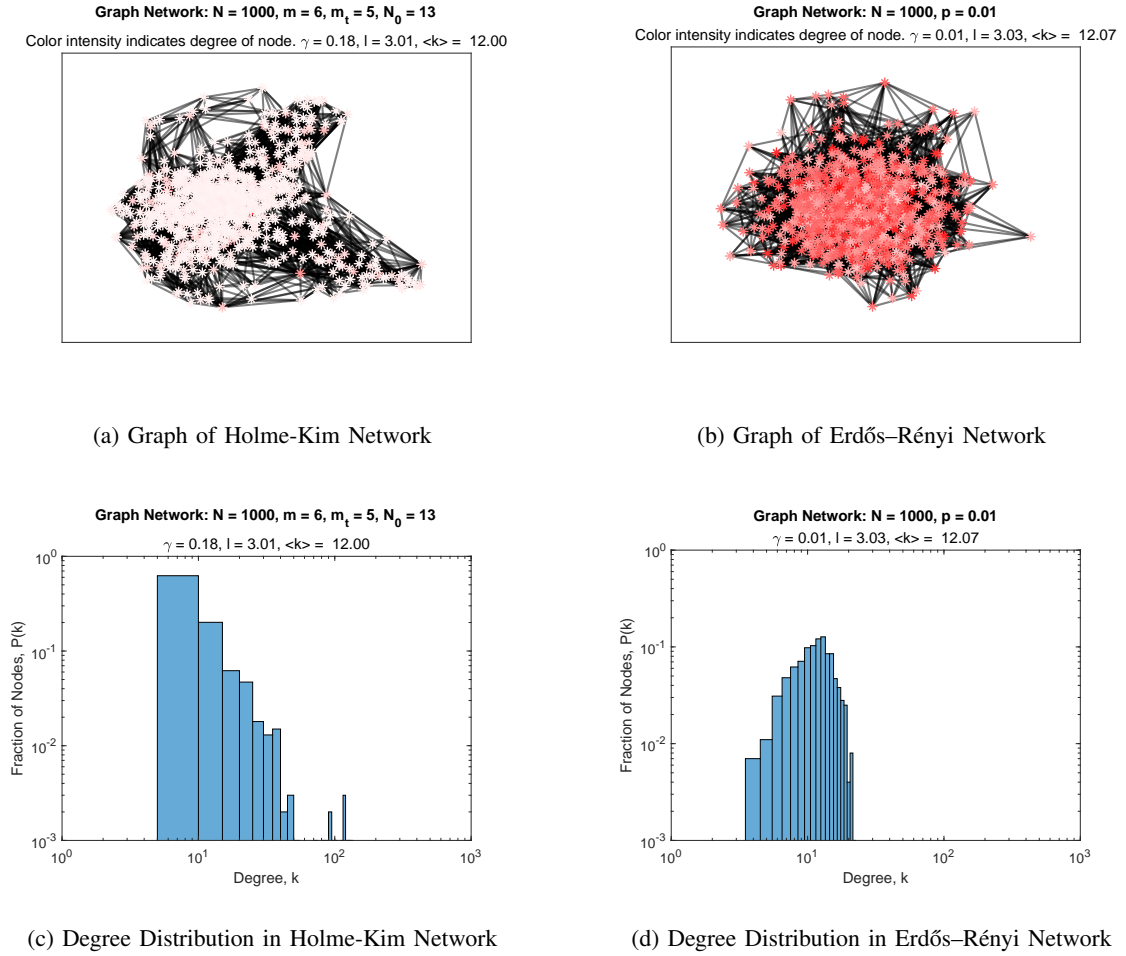 Graph Network: N = 1000, m = 6, m_t = 5, N_0 = 13
Color intensity indicates degree of node. γ = 0.18, l = 3.01, <k> = 12.00
(a) Graph of Holme-Kim Network
Graph Network: N = 1000, p = 0.01
Color intensity indicates degree of node. γ = 0.01, l = 3.03, <k> = 12.07
(b) Graph of Erdős–Rényi Network
Graph Network: N = 1000, m = 6, m_t = 5, N_0 = 13
γ = 0.18, l = 3.01, <k> = 12.00
Fraction of Nodes, P(k)
10^0
10^-1
10^-2
10^-3
10^0 10^1 10^2 10^3
Degree, k
(c) Degree Distribution in Holme-Kim Network
Graph Network: N = 1000, p = 0.01
γ = 0.01, l = 3.03, <k> = 12.07
Fraction of Nodes, P(k)
10^0
10^-1
10^-2
10^-3
10^0 10^1 10^2 10^3
Degree, k
(d) Degree Distribution in Erdős–Rényi Network